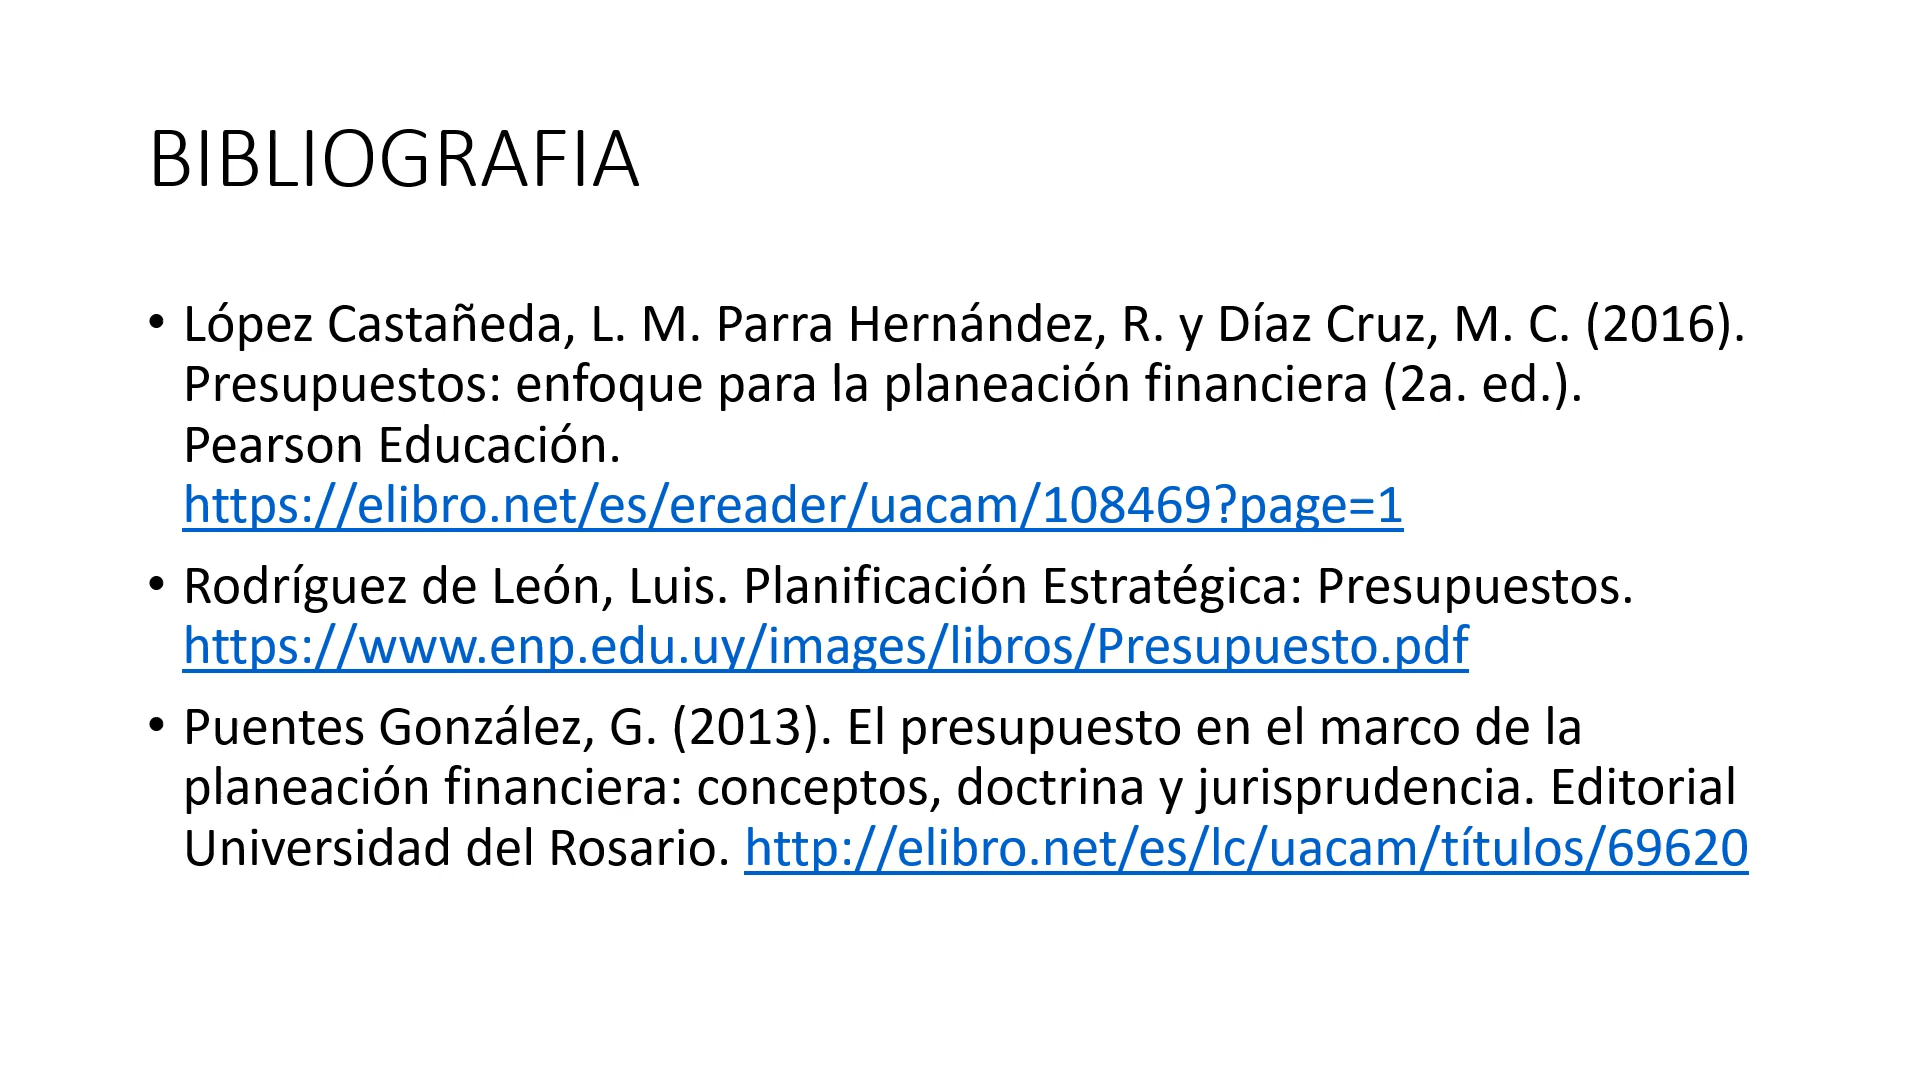 BIBLIOGRAFIA
• López Castañeda, L. M. Parra Hernández, R. y Díaz Cruz, M. C. (2016).
Presupuestos: enfoque para la planeación financiera (2a. ed.).
Pearson Educación.
https://elibro.net/es/ereader/uacam/108469?page=1
• Rodríguez de León, Luis. Planificación Estratégica: Presupuestos.
https://www.enp.edu.uy/images/libros/Presupuesto.pdf
• Puentes González, G. (2013). El presupuesto en el marco de la
planeación financiera: conceptos, doctrina y jurisprudencia. Editorial
Universidad del Rosario. http://elibro.net/es/lc/uacam/títulos/69620